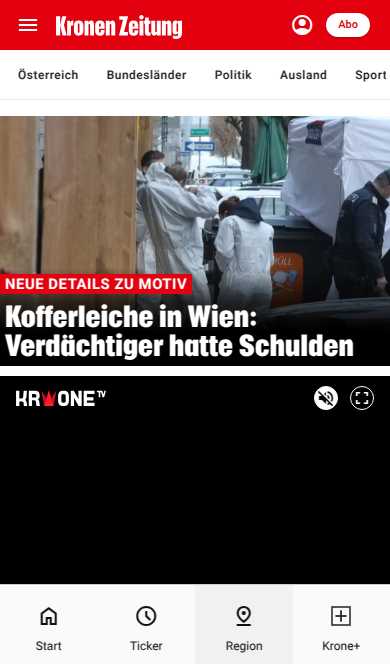 Kronen Zeitung
Abo
Österreich Bundesländer Politik Ausland Sport
NEUE DETAILS ZU MOTIV
Kofferleiche in Wien:
Verdächtiger hatte Schulden
KRONE TV
Start Ticker Region Krone+